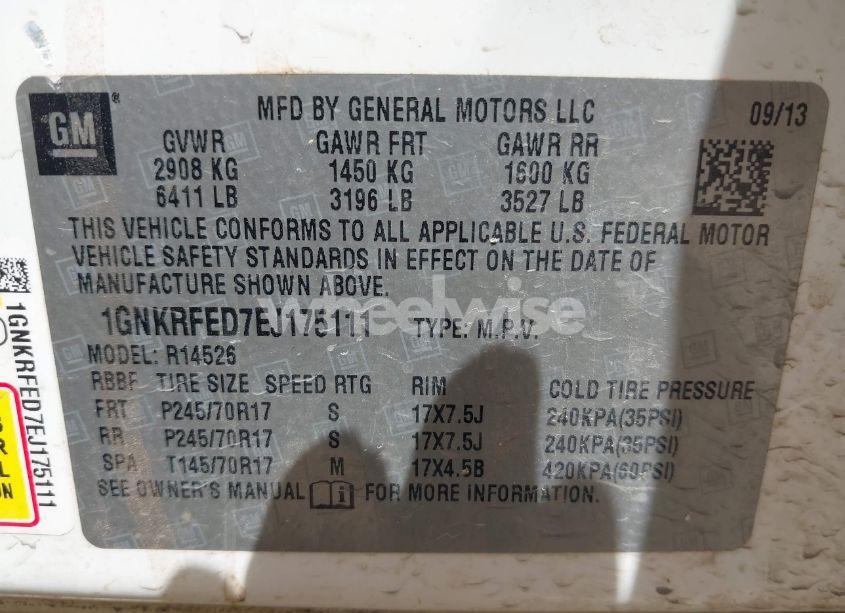 GM
MFD BY GENERAL MOTORS LLC 09/13
GVWR GAWR FRT GAWR RR
2908 KG 1450 KG 1600 KG
6411 LB 3196 LB 3527 LB
THIS VEHICLE CONFORMS TO ALL APPLICABLE U.S. FEDERAL MOTOR
VEHICLE SAFETY STANDARDS IN EFFECT ON THE DATE OF
MANUFACTURE SHOWN ABOVE.
1GNKRFED7EJ175111 TYPE: M.P.V.
wheelwise
MODEL: R14526
RBBF TIRE SIZE SPEED RTG RIM COLD TIRE PRESSURE
FRT P245/70R17 S 17X7.5J 240KPA(35PSI)
RR P245/70R17 S 17X7.5J 240KPA(35PSI)
SPA T145/70R17 M 17X4.5B 420KPA(60PSI)
SEE OWNER'S MANUAL FOR MORE INFORMATION.
1GNKRFED7EJ175111